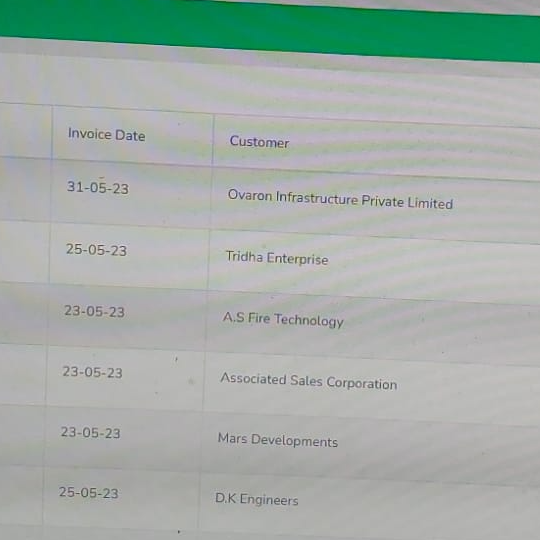 Invoice Date Customer
31-05-23 Ovaron Infrastructure Private Limited
25-05-23 Tridha Enterprise
23-05-23 A.S Fire Technology
23-05-23 Associated Sales Corporation
23-05-23 Mars Developments
25-05-23 D.K Engineers